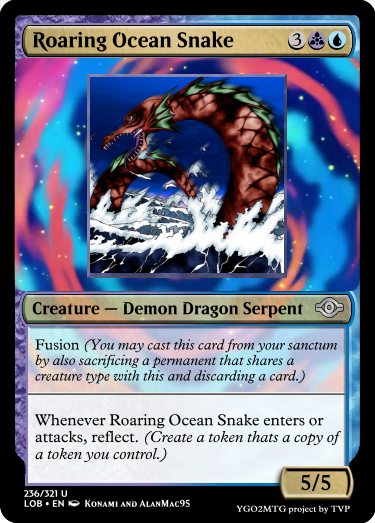 Roaring Ocean Snake 3
Creature — Demon Dragon Serpent
Fusion (You may cast this card from your sanctum
by also sacrificing a permanent that shares a
creature type with this and discarding a card.)
Whenever Roaring Ocean Snake enters or
attacks, reflect. (Create a token thats a copy of
a token you control.)
5/5
236/321 U
LOB • EN Konami and AlanMac95
YGO2MTG project by TVP